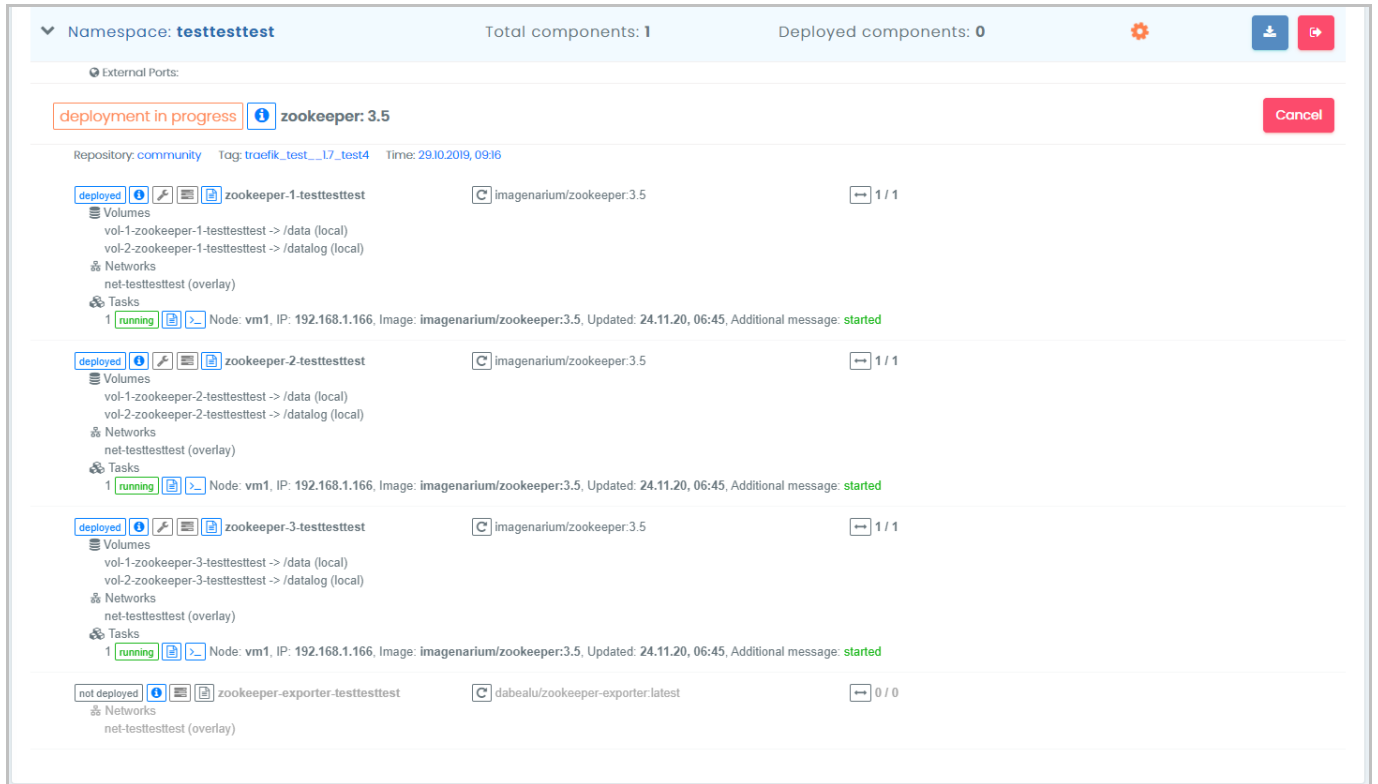 Namespace: testtesttest Total components: 1 Deployed components: 0
External Ports:
deployment in progress zookeeper: 3.5 Cancel
Repository: community Tag: traefik_test__1.7_test4 Time: 29.10.2019, 09:16
deployed zookeeper-1-testtesttest imagenarium/zookeeper:3.5 1 / 1
Volumes
vol-1-zookeeper-1-testtesttest -> /data (local)
vol-2-zookeeper-1-testtesttest -> /datalog (local)
Networks
net-testtesttest (overlay)
Tasks
1 running Node: vm1, IP: 192.168.1.166, Image: imagenarium/zookeeper:3.5, Updated: 24.11.20, 06:45, Additional message: started
deployed zookeeper-2-testtesttest imagenarium/zookeeper:3.5 1 / 1
Volumes
vol-1-zookeeper-2-testtesttest -> /data (local)
vol-2-zookeeper-2-testtesttest -> /datalog (local)
Networks
net-testtesttest (overlay)
Tasks
1 running Node: vm1, IP: 192.168.1.166, Image: imagenarium/zookeeper:3.5, Updated: 24.11.20, 06:45, Additional message: started
deployed zookeeper-3-testtesttest imagenarium/zookeeper:3.5 1 / 1
Volumes
vol-1-zookeeper-3-testtesttest -> /data (local)
vol-2-zookeeper-3-testtesttest -> /datalog (local)
Networks
net-testtesttest (overlay)
Tasks
1 running Node: vm1, IP: 192.168.1.166, Image: imagenarium/zookeeper:3.5, Updated: 24.11.20, 06:45, Additional message: started
not deployed zookeeper-exporter-testtesttest dabealu/zookeeper-exporter:latest 0 / 0
Networks
net-testtesttest (overlay)